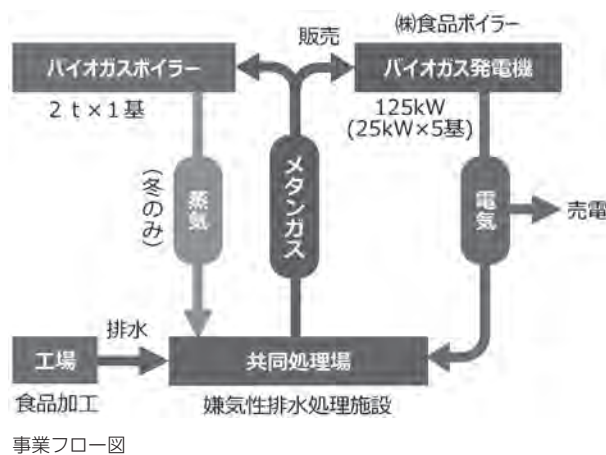 ㈱食品ボイラー
販売
バイオガスボイラー
バイオガス発電機
2t×1基
125kW
(25kW×5基)
(冬のみ)
蒸気
メタンガス
電気
売電
排水
工場
共同処理場
食品加工
嫌気性排水処理施設
事業フロー図